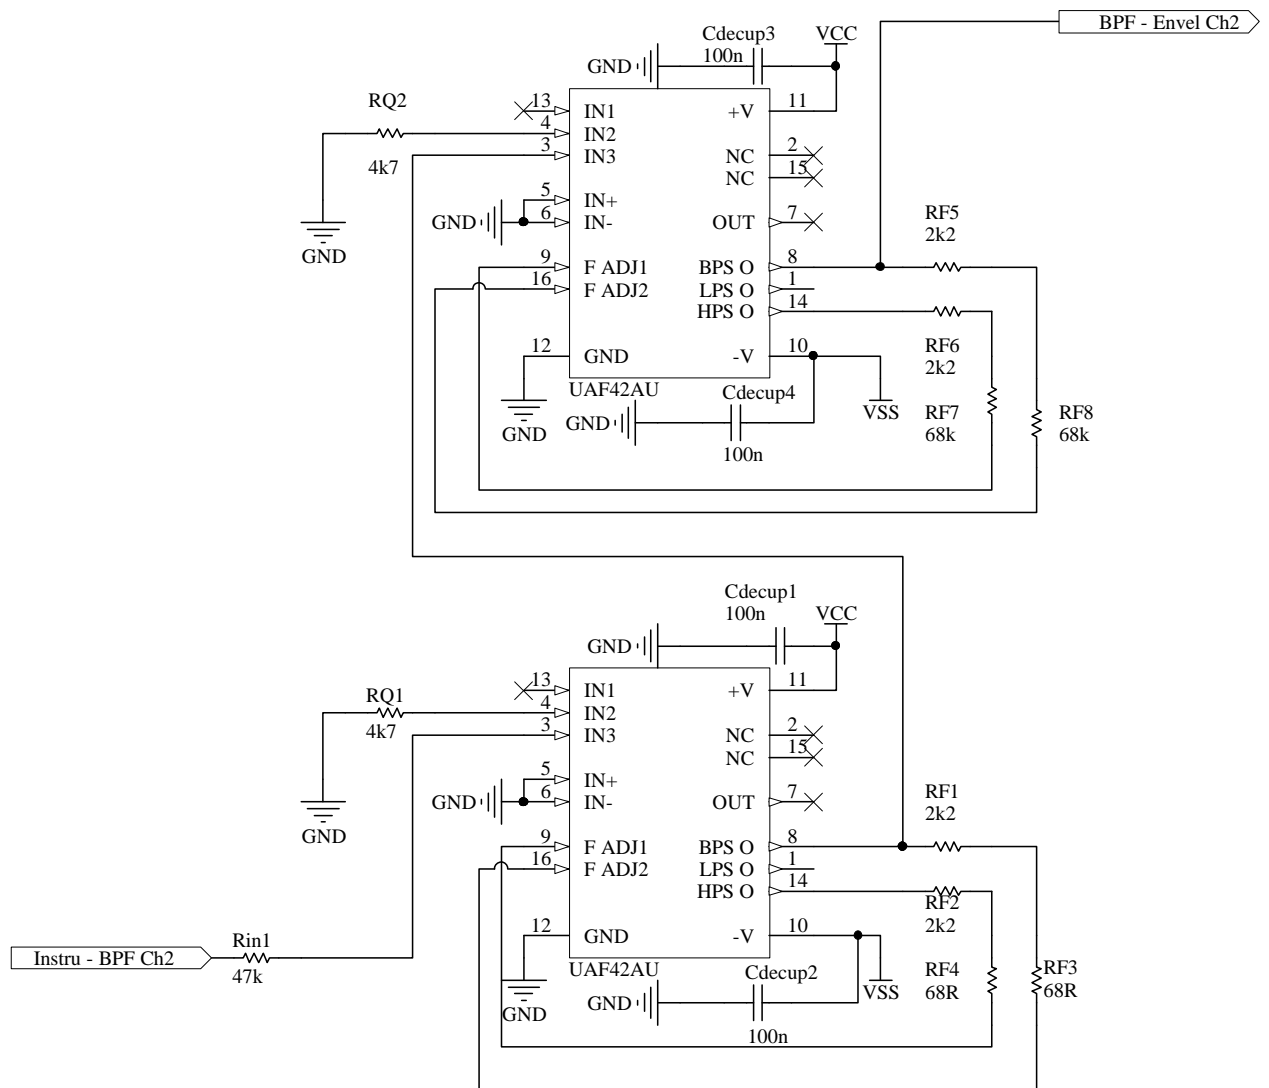 BPF - Envel Ch2
Cdecup3
100n
VCC
GND
RQ2
4k7
GND
13 IN1 +V 11
4 IN2
3 IN3 NC 2
NC 15
5 IN+
GND 6 IN- OUT 7
RF5
2k2
9 F ADJ1 BPS O 8
16 F ADJ2 LPS O 1
HPS O 14
RF6
2k2
12 GND -V 10
UAF42AU
GND
Cdecup4
100n
GND
VSS
RF7
68k
RF8
68k
Cdecup1
100n
VCC
GND
RQ1
4k7
GND
13 IN1 +V 11
4 IN2
3 IN3 NC 2
NC 15
5 IN+
GND 6 IN- OUT 7
RF1
2k2
9 F ADJ1 BPS O 8
16 F ADJ2 LPS O 1
HPS O 14
RF2
2k2
12 GND -V 10
Instru - BPF Ch2
Rin1
47k
UAF42AU
GND
Cdecup2
100n
GND
VSS
RF4
68R
RF3
68R